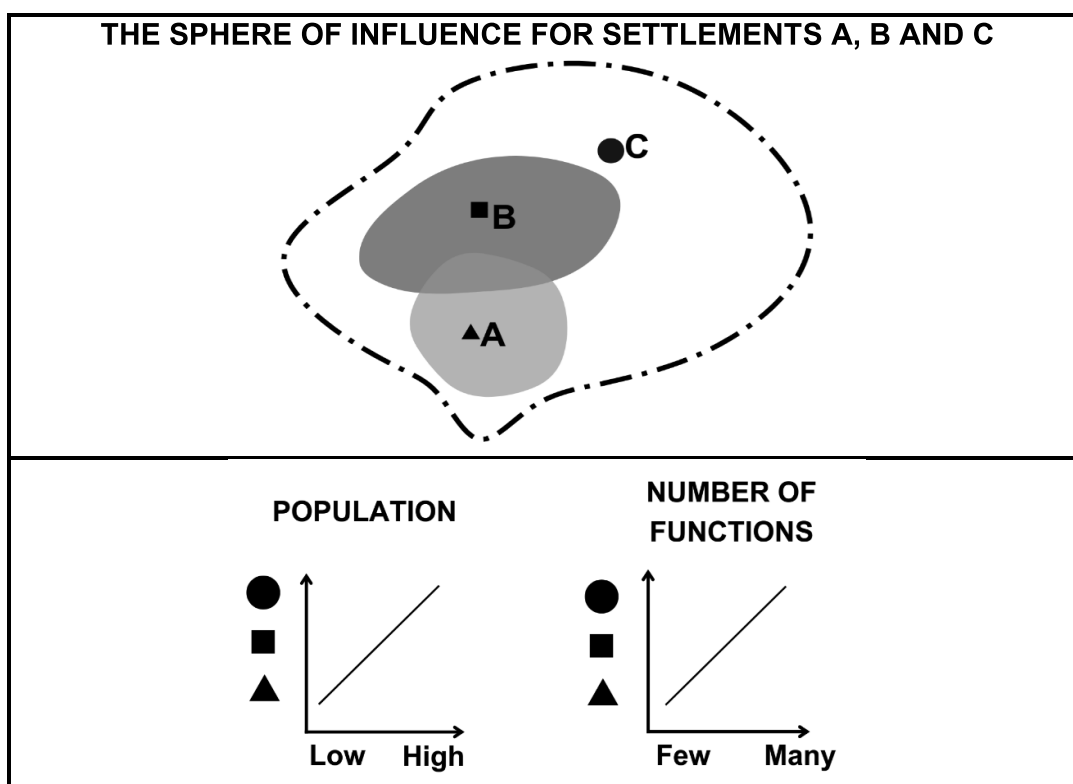 THE SPHERE OF INFLUENCE FOR SETTLEMENTS A, B AND C
C
B
A
POPULATION
NUMBER OF
FUNCTIONS
Low High
Few Many